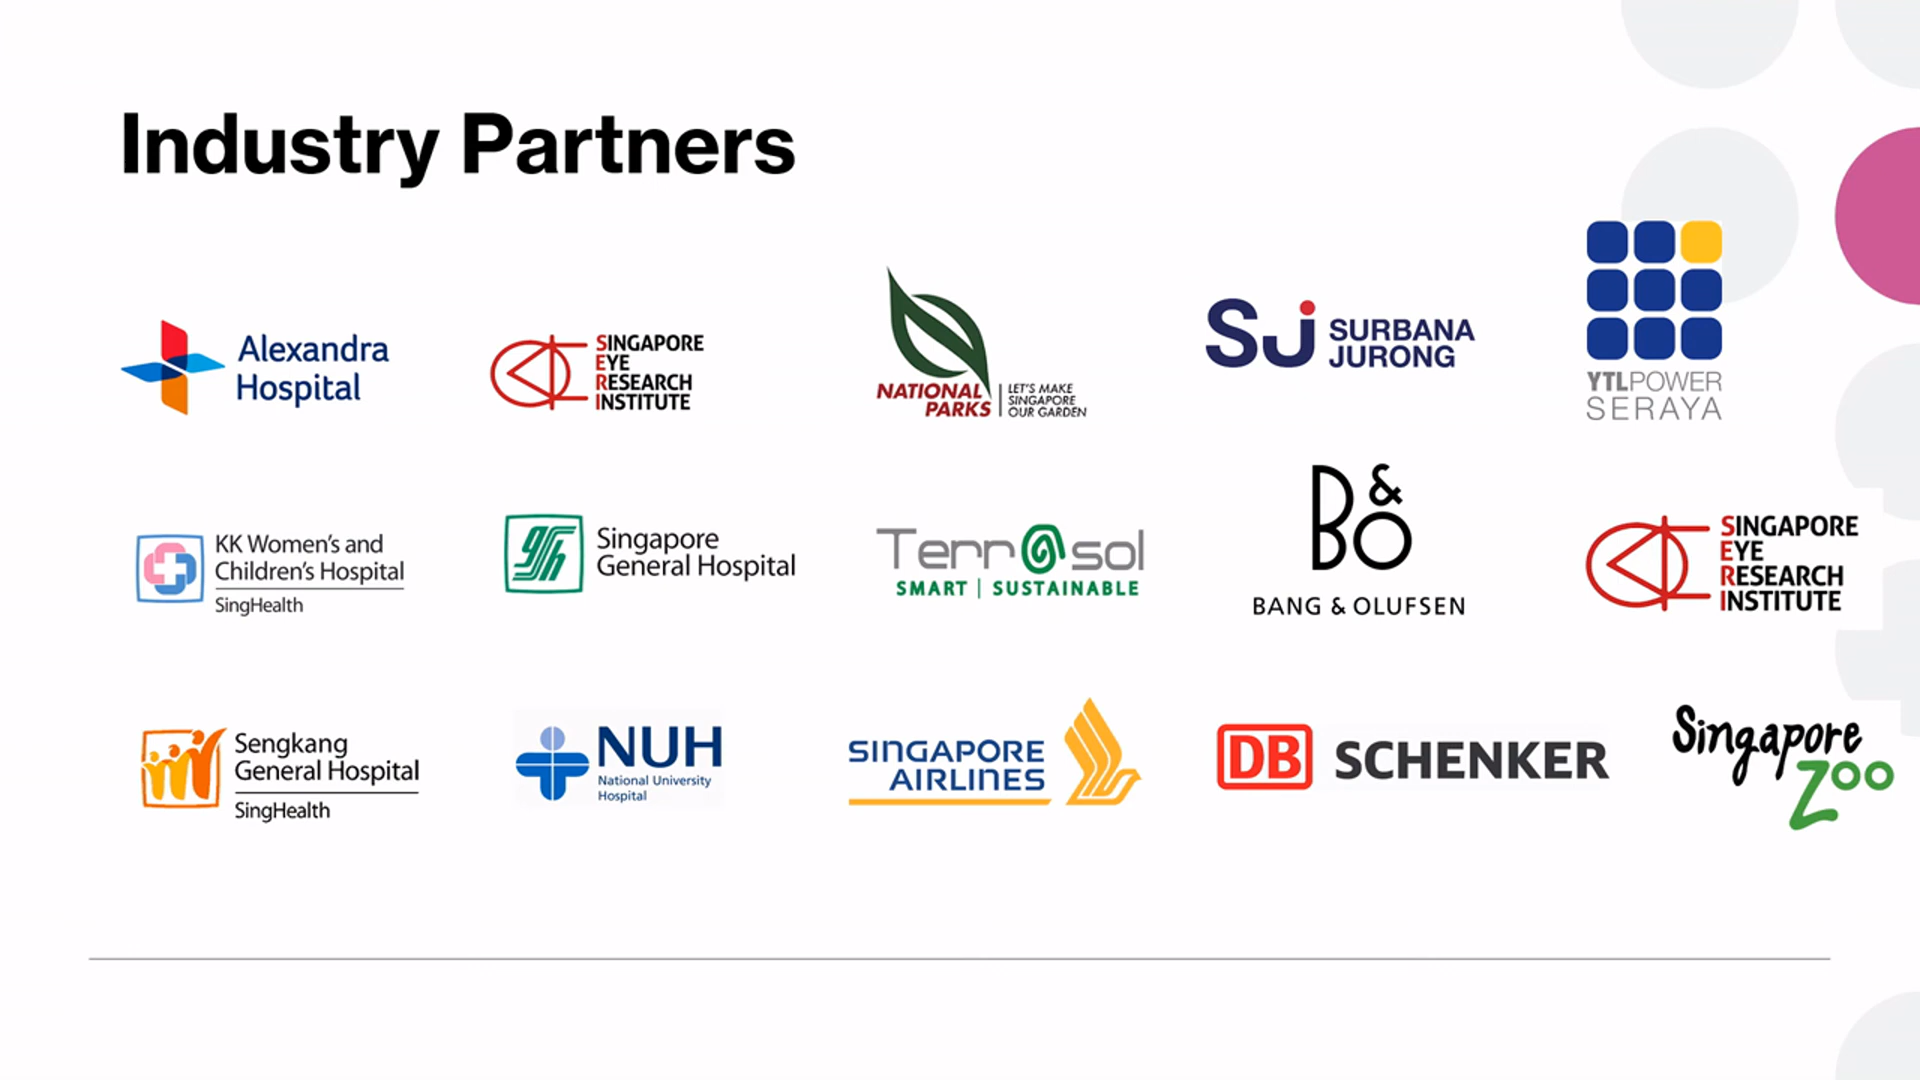 Industry Partners
Alexandra
Hospital
SINGAPORE
EYE
RESEARCH
INSTITUTE
NATIONAL
PARKS
LET'S MAKE
SINGAPORE
OUR GARDEN
SJ SURBANA
JURONG
YTLPOWER
SERAYA
KK Women's and
Children's Hospital
SingHealth
Singapore
General Hospital
Terrasol
SMART | SUSTAINABLE
B&O
BANG & OLUFSEN
SINGAPORE
EYE
RESEARCH
INSTITUTE
Sengkang
General Hospital
SingHealth
NUH
National University
Hospital
SINGAPORE
AIRLINES
DB SCHENKER
Singapore
Zoo